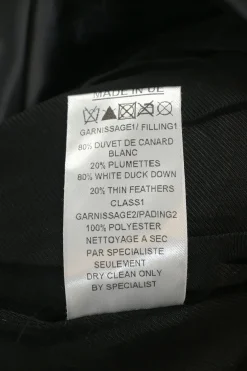 MADE IN UE
GARNISSAGE1/ FILLING1
80% DUVET DE CANARD
BLANC
20% PLUMETTES
80% WHITE DUCK DOWN
20% THIN FEATHERS
CLASS1
GARNISSAGE2/PADING2
100% POLYESTER
NETTOYAGE A SEC
PAR SPECIALISTE
SEULEMENT
DRY CLEAN ONLY
BY SPECIALIST